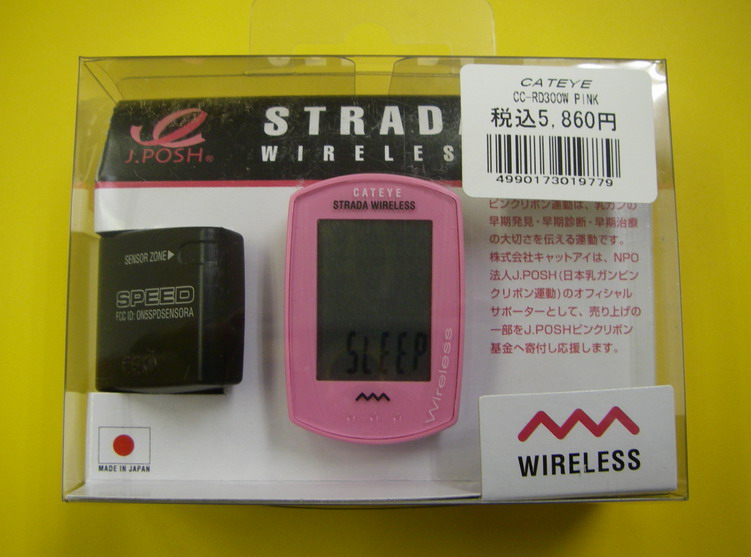 J.POSH®
STRADA
WIRELES
CATEYE
CC-RD300W PINK
税込5,860円
4990173019779
CATEYE
STRADA WIRELESS
SLEEP
Wireless
SENSOR ZONE▶
SPEED
FCC ID: ON5SPDSENSORA
ピンクリボン運動は、乳ガンの
早期発見・早期診断・早期治療
の大切さを伝える運動です。
株式会社キャットアイは、NPO
法人J.POSH(日本乳ガンピン
クリボン運動)のオフィシャル
サポーターとして、売り上げの
一部をJ.POSHピンクリボン
基金へ寄付し応援します。
MADE IN JAPAN
WIRELESS